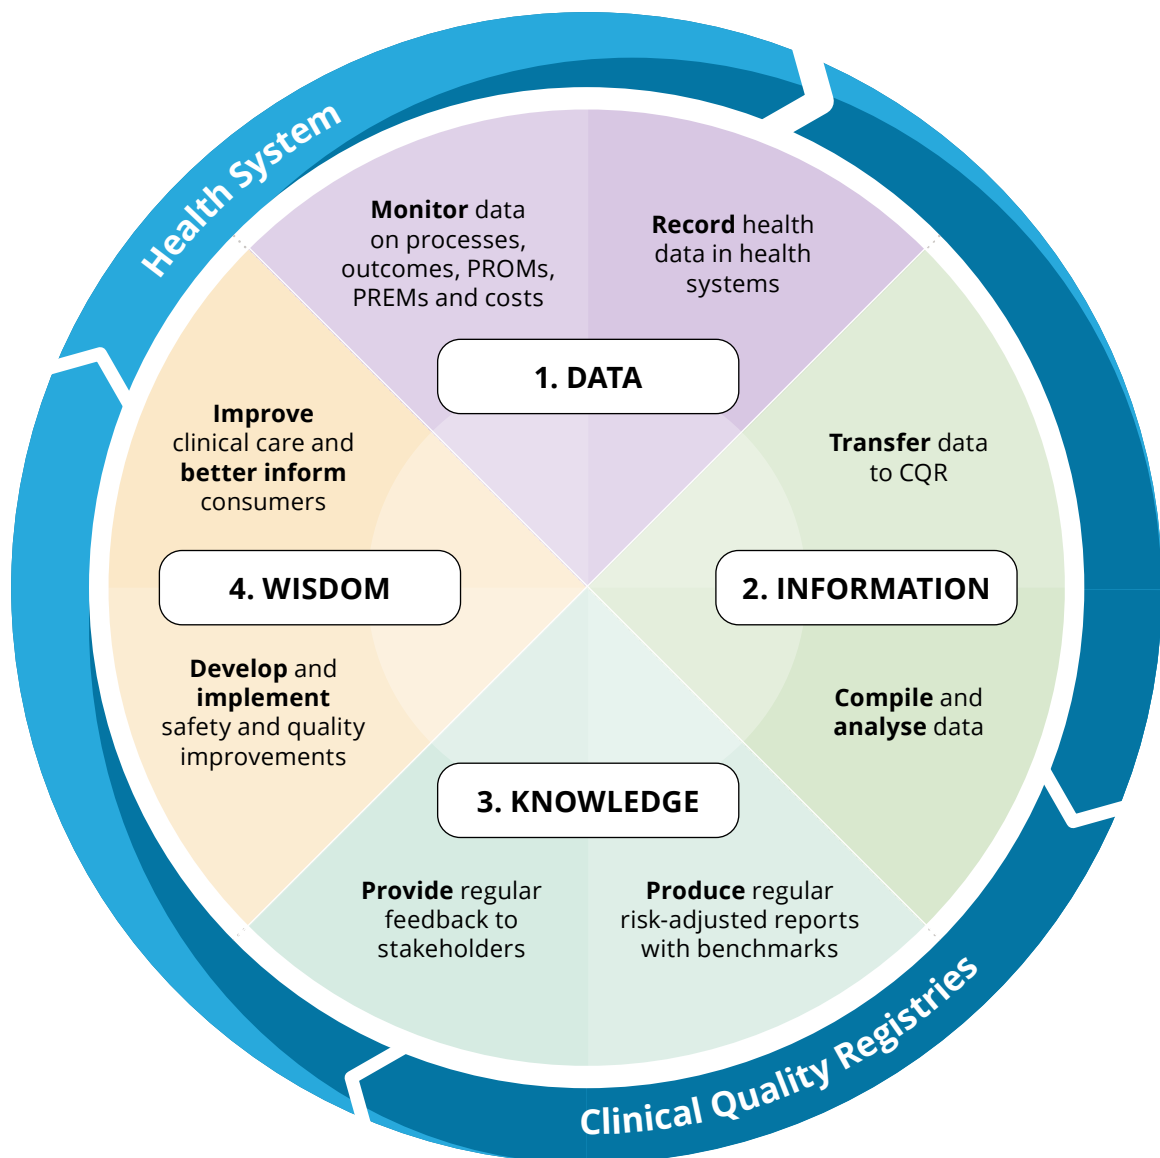 Health System
Monitor data
on processes,
outcomes, PROMs,
PREMs and costs
Record health
data in health
systems
1. DATA
Transfer data
to CQR
2. INFORMATION
Compile and
analyse data
Produce regular
risk-adjusted reports
with benchmarks
3. KNOWLEDGE
Provide regular
feedback to
stakeholders
Develop and
implement
safety and quality
improvements
4. WISDOM
Improve
clinical care and
better inform
consumers
Clinical Quality Registries